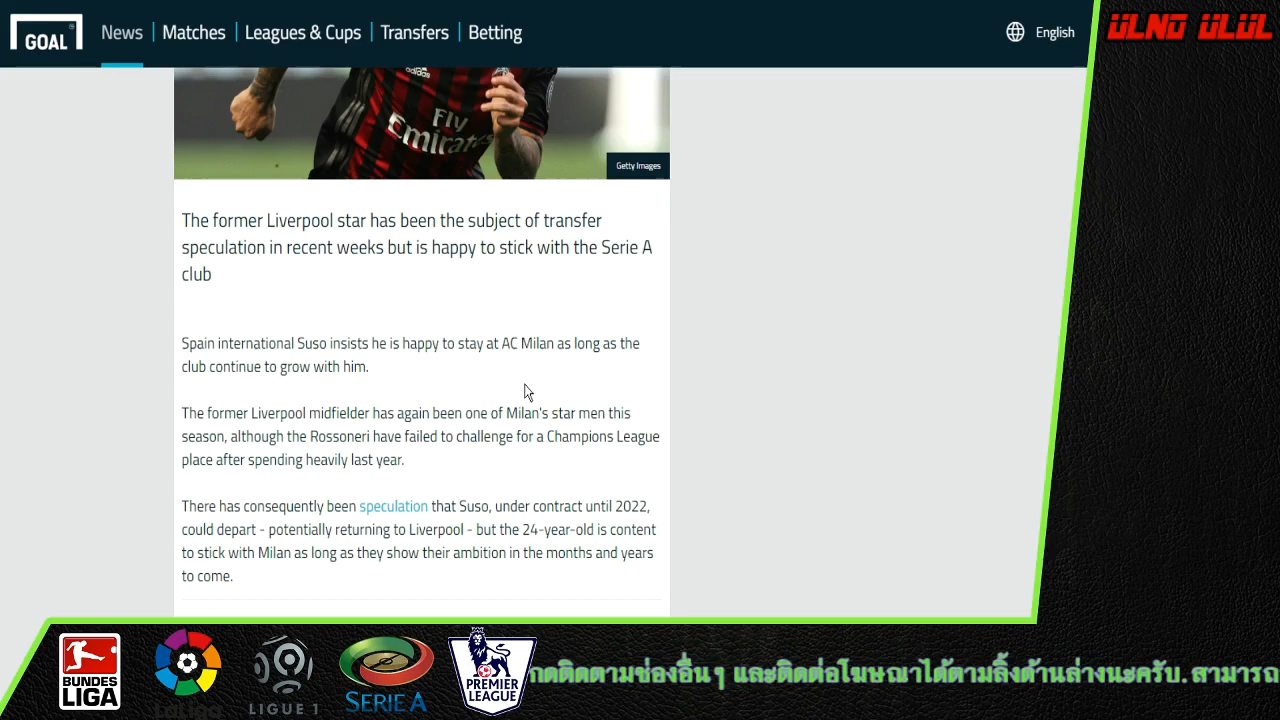 GOAL
News
Matches
Leagues & Cups
Transfers
Betting
English
Fly
Emirates
adidas
Getty Images
The former Liverpool star has been the subject of transfer
speculation in recent weeks but is happy to stick with the Serie A
club
Spain international Suso insists he is happy to stay at AC Milan as long as the
club continue to grow with him.
The former Liverpool midfielder has again been one of Milan's star men this
season, although the Rossoneri have failed to challenge for a Champions League
place after spending heavily last year.
There has consequently been speculation that Suso, under contract until 2022,
could depart - potentially returning to Liverpool - but the 24-year-old is content
to stick with Milan as long as they show their ambition in the months and years
to come.
BUNDES
LIGA
LaLiga
LIGUE 1
SERIE A
PREMIER
LEAGUE
กดติดตามช่องอื่นๆ และติดต่อโฆษณาได้ตามลิ้งด้านล่างนะครับ. สามารถ